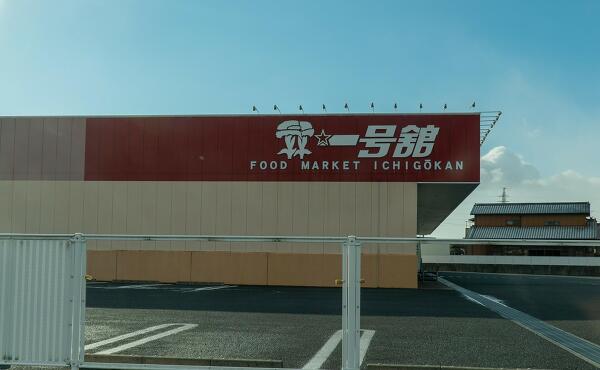 一号舘
FOOD MARKET ICHIGŌKAN